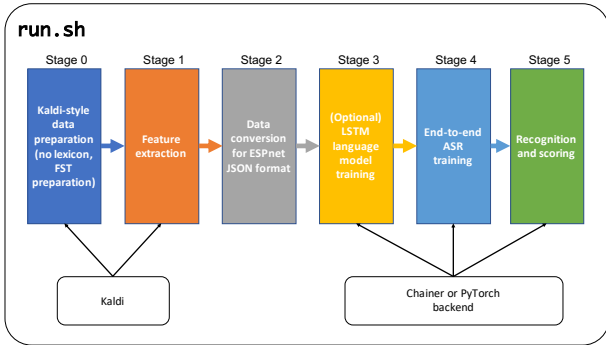 run.sh
Stage 0
Stage 1
Stage 2
Stage 3
Stage 4
Stage 5
Kaldi-style
data
preparation
(no lexicon,
FST
preparation)
Feature
extraction
Data
conversion
for ESPnet
JSON format
(Optional)
LSTM
language
model
training
End-to-end
ASR
training
Recognition
and scoring
Kaldi
Chainer or PyTorch
backend